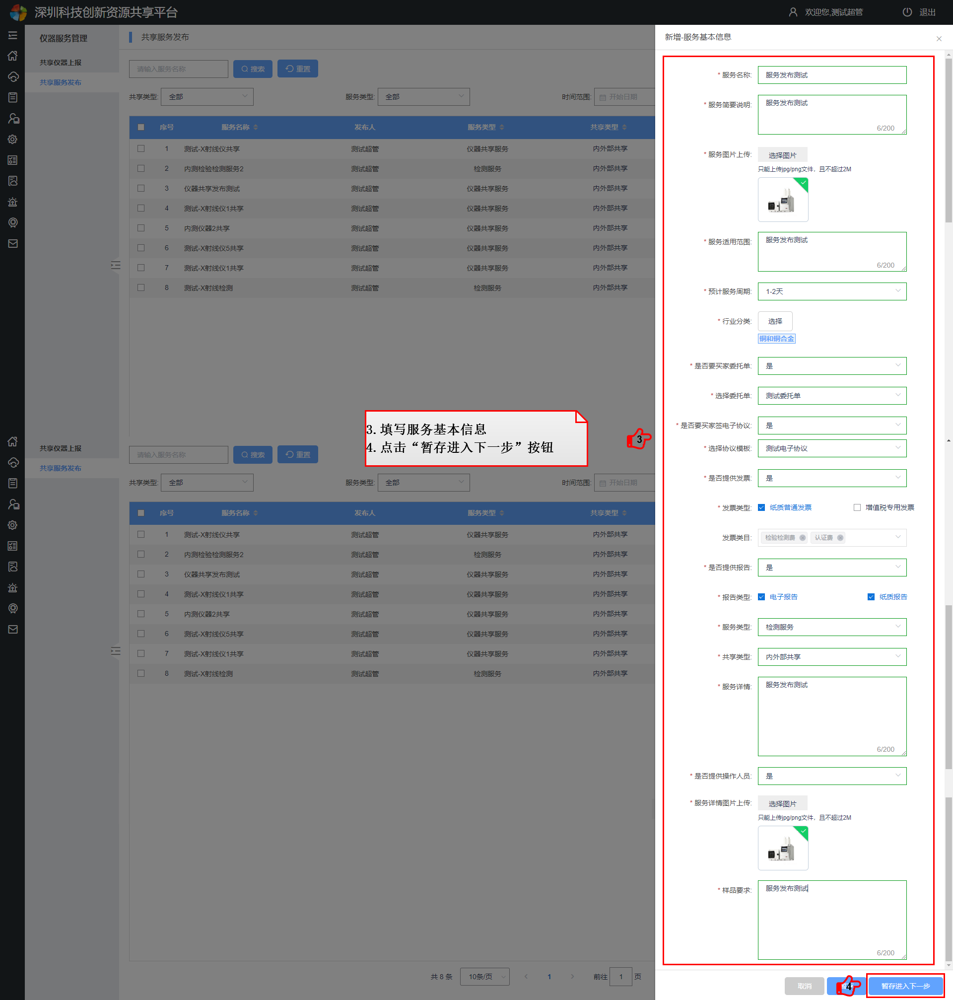 深圳科技创新资源共享平台
欢迎您,测试超管
退出
仪器服务管理
共享仪器上报
共享服务发布
共享服务发布
请输入服务名称
搜索
重置
共享类型: 全部
服务类型: 全部
时间范围: 开始日期
序号 服务名称 发布人 服务类型 共享类型
1 测试-X射线仪共享 测试超管 仪器共享服务 内外部共享
2 内测检验检测服务2 测试超管 检测服务 内外部共享
3 仪器共享发布测试 测试超管 仪器共享服务 内外部共享
4 测试-X射线仪1共享 测试超管 仪器共享服务 内外部共享
5 内测仪器2共享 测试超管 仪器共享服务 内外部共享
6 测试-X射线仪5共享 测试超管 仪器共享服务 内外部共享
7 测试-X射线仪1共享 测试超管 仪器共享服务 内外部共享
8 测试-X射线检测 测试超管 检测服务 内外部共享
3. 填写服务基本信息
4. 点击“暂存进入下一步”按钮
3
共享仪器上报
共享服务发布
请输入服务名称
搜索
重置
共享类型: 全部
服务类型: 全部
时间范围: 开始日期
序号 服务名称 发布人 服务类型 共享类型
1 测试-X射线仪共享 测试超管 仪器共享服务 内外部共享
2 内测检验检测服务2 测试超管 检测服务 内外部共享
3 仪器共享发布测试 测试超管 仪器共享服务 内外部共享
4 测试-X射线仪1共享 测试超管 仪器共享服务 内外部共享
5 内测仪器2共享 测试超管 仪器共享服务 内外部共享
6 测试-X射线仪5共享 测试超管 仪器共享服务 内外部共享
7 测试-X射线仪1共享 测试超管 仪器共享服务 内外部共享
8 测试-X射线检测 测试超管 检测服务 内外部共享
共 8 条 10条/页 1 前往 1 页
新增-服务基本信息
* 服务名称: 服务发布测试
* 服务简要说明: 服务发布测试
6/200
* 服务图片上传: 选择图片
只能上传jpg/png文件，且不超过2M
* 服务适用范围: 服务发布测试
6/200
* 预计服务周期: 1-2天
* 行业分类: 选择
铜和铜合金
* 是否要买家委托单: 是
* 选择委托单: 测试委托单
* 是否要买家签电子协议: 是
* 选择协议模板: 测试电子协议
* 是否提供发票: 是
* 发票类型: 纸质普通发票 增值税专用发票
发票类目: 检验检测费 认证费
* 是否提供报告: 是
* 报告类型: 电子报告 纸质报告
* 服务类型: 检测服务
* 共享类型: 内外部共享
* 服务详情: 服务发布测试
6/200
* 是否提供操作人员: 是
* 服务详情图片上传: 选择图片
只能上传jpg/png文件，且不超过2M
* 样品要求: 服务发布测试
6/200
取消
4
暂存进入下一步